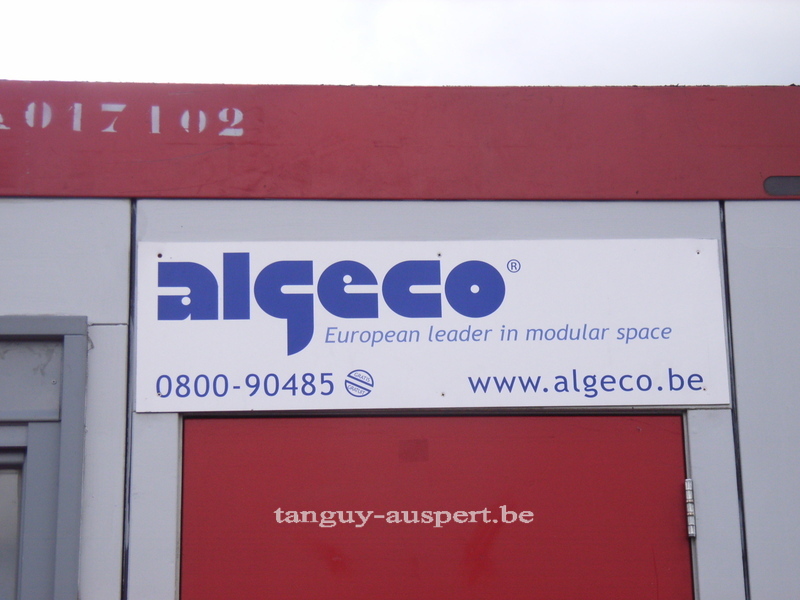 017102
algeco®
European leader in modular space
0800-90485
www.algeco.be
tanguy-auspert.be